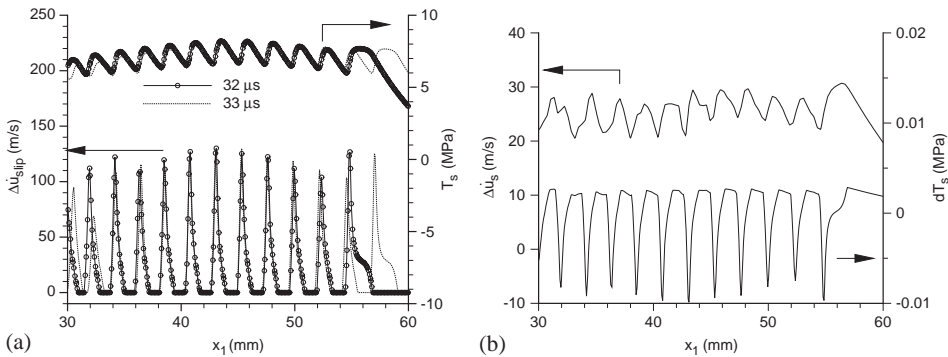 250
200
150
100
50
0
Δu̇slip (m/s)
10
5
0
-5
-10
Ts (MPa)
32 μs
33 μs
30
40
50
60
x1 (mm)
(a)
40
30
20
10
0
-10
Δu̇s (m/s)
0.02
0.01
0
-0.01
dTs (MPa)
30
40
50
60
x1 (mm)
(b)